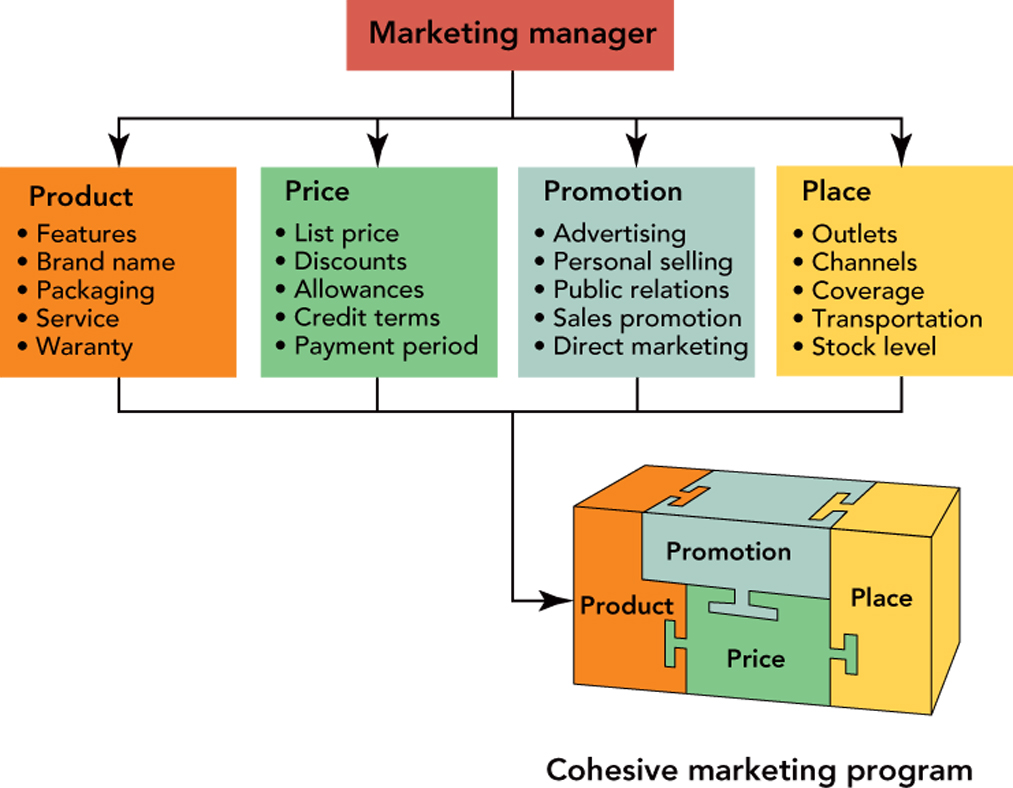 Marketing manager
Product
• Features
• Brand name
• Packaging
• Service
• Waranty
Price
• List price
• Discounts
• Allowances
• Credit terms
• Payment period
Promotion
• Advertising
• Personal selling
• Public relations
• Sales promotion
• Direct marketing
Place
• Outlets
• Channels
• Coverage
• Transportation
• Stock level
Promotion
Product
Place
Price
Cohesive marketing program